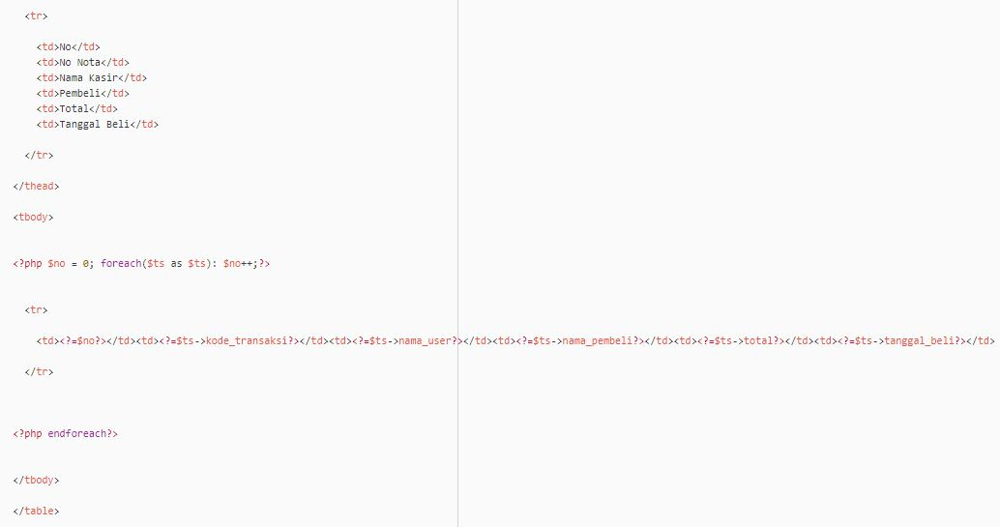 <tr>
<td>No</td>
<td>No Nota</td>
<td>Nama Kasir</td>
<td>Pembeli</td>
<td>Total</td>
<td>Tanggal Beli</td>
</tr>
</thead>
<tbody>
<?php $no = 0; foreach($ts as $ts): $no++;?>
<tr>
<td><?=$no?></td><td><?=$ts->kode_transaksi?></td><td><?=$ts->nama_user?></td><td><?=$ts->nama_pembeli?></td><td><?=$ts->total?></td><td><?=$ts->tanggal_beli?></td>
</tr>
<?php endforeach?>
</tbody>
</table>